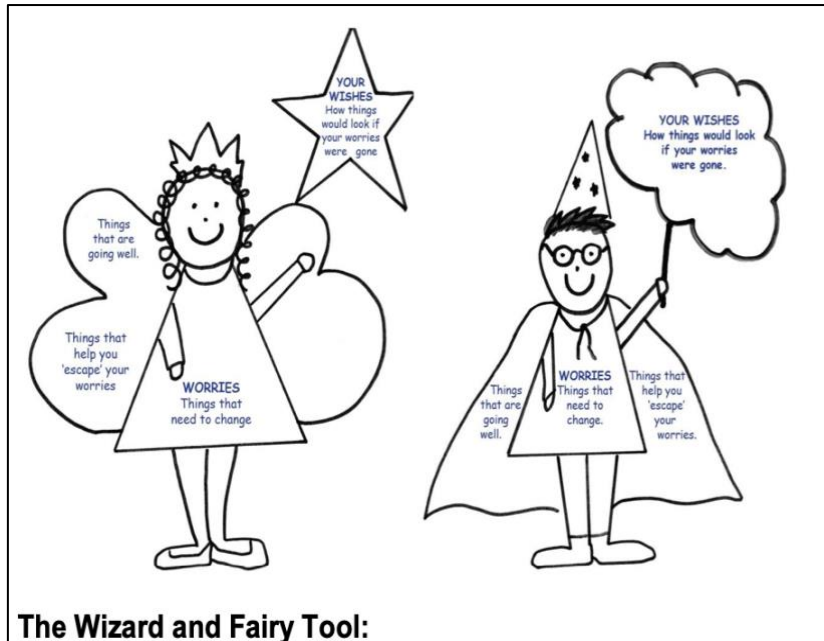 YOUR
WISHES
How things
would look if
your worries
were gone
Things
that are
going well.
Things that
help you
'escape' your
worries
WORRIES
Things that
need to change
YOUR WISHES
How things would look
if your worries
were gone.
Things
that are
going
well.
WORRIES
Things that
need to
change.
Things that
help you
'escape'
your
worries.
The Wizard and Fairy Tool: